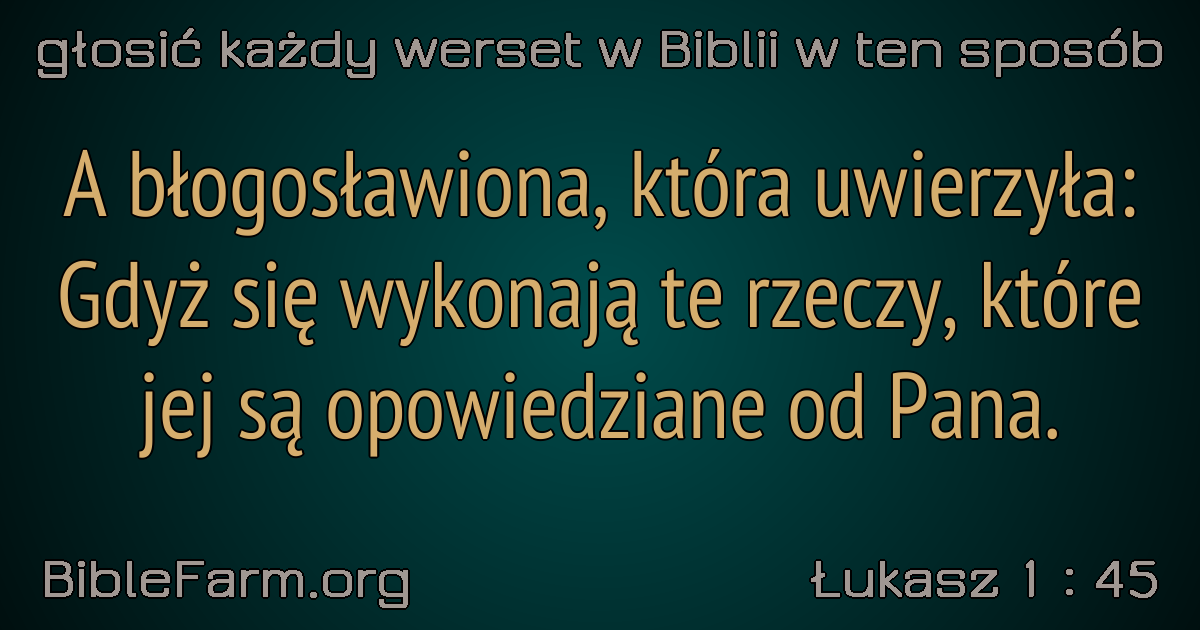 głosić każdy werset w Biblii w ten sposób
A błogosławiona, która uwierzyła:
Gdyż się wykonają te rzeczy, które
jej są opowiedziane od Pana.
BibleFarm.org
Łukasz 1 : 45